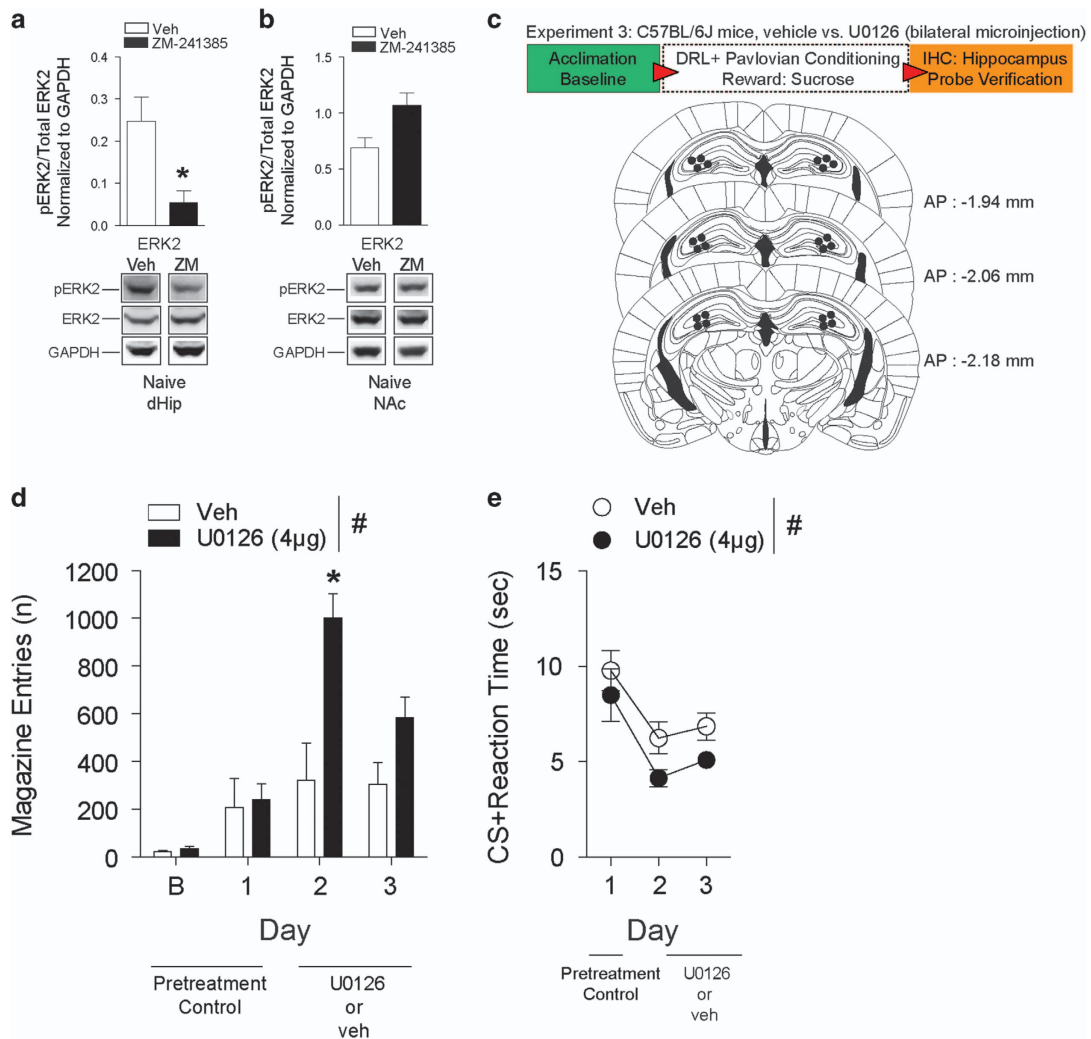 a
Veh
ZM-241385
pERK2/Total ERK2
Normalized to GAPDH
0.4
0.3
0.2
0.1
0.0
*
ERK2
Veh ZM
pERK2
ERK2
GAPDH
Naive
dHip
b
Veh
ZM-241385
pERK2/Total ERK2
Normalized to GAPDH
1.5
1.0
0.5
0.0
ERK2
Veh ZM
pERK2
ERK2
GAPDH
Naive
NAc
c
Experiment 3: C57BL/6J mice, vehicle vs. U0126 (bilateral microinjection)
Acclimation
Baseline
DRL+ Pavlovian Conditioning
Reward: Sucrose
IHC: Hippocampus
Probe Verification
AP : -1.94 mm
AP : -2.06 mm
AP : -2.18 mm
d
Veh
U0126 (4µg)
#
Magazine Entries (n)
1200
1000
800
600
400
200
0
*
B 1 2 3
Day
Pretreatment
Control
U0126
or
veh
e
Veh
U0126 (4µg)
#
CS+Reaction Time (sec)
15
10
5
0
1 2 3
Day
Pretreatment
Control
U0126
or
veh